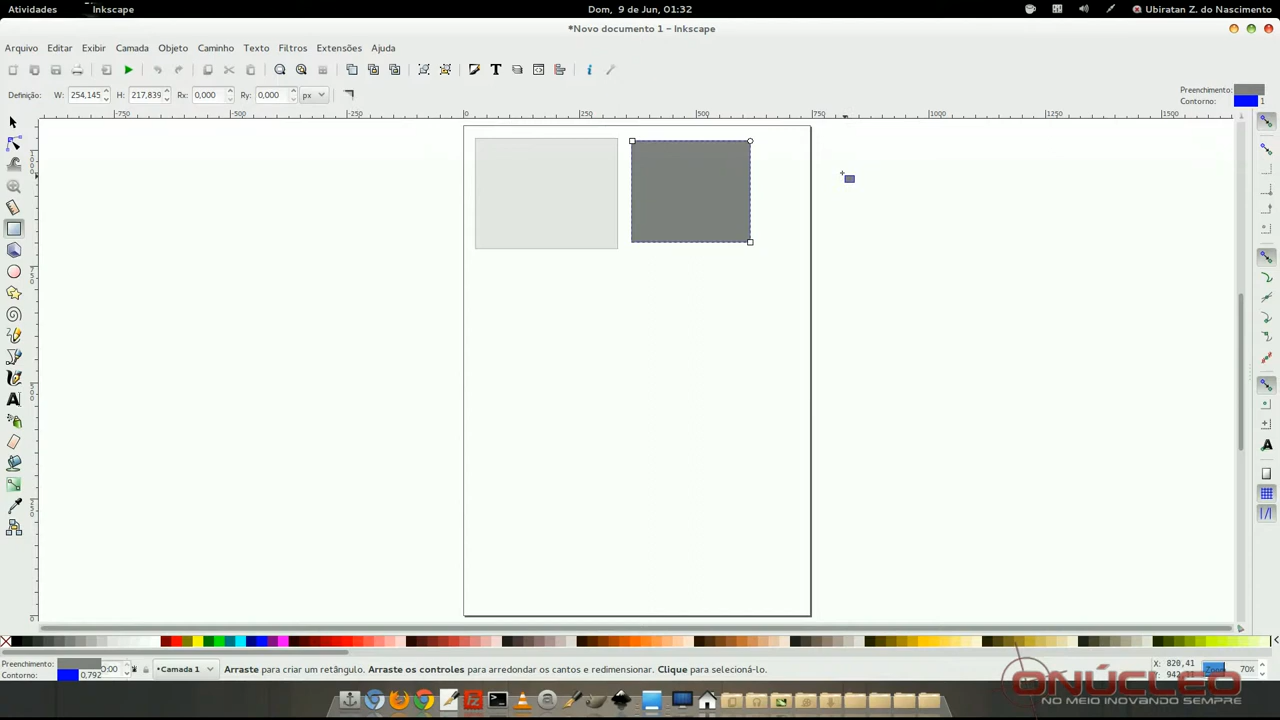 Atividades Inkscape Dom, 9 de Jun, 01:32 Ubiratan Z. do Nascimento
*Novo documento 1 - Inkscape
Arquivo Editar Exibir Camada Objeto Caminho Texto Filtros Extensões Ajuda
Definição: W: 254,145 H: 217,839 Rx: 0,000 Ry: 0,000 px
Preenchimento:
Contorno: 1
-750 -500 -250 0 250 500 750 1000 1250 1500
Preenchimento:
Contorno: 0,792
•Camada 1 Arraste para criar um retângulo. Arraste os controles para arredondar os cantos e redimensionar. Clique para selecioná-lo.
X: 820,41
Y: 942
Zoom 70%
ONÚCLEO
NO MEIO INOVANDO SEMPRE